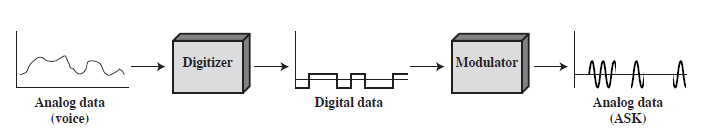 Digitizer
Modulator
Analog data
(voice)
Digital data
Analog data
(ASK)